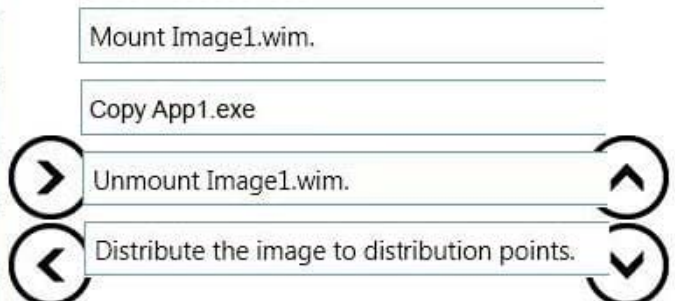 Mount Image1.wim.
Copy App1.exe
Unmount Image1.wim.
Distribute the image to distribution points.